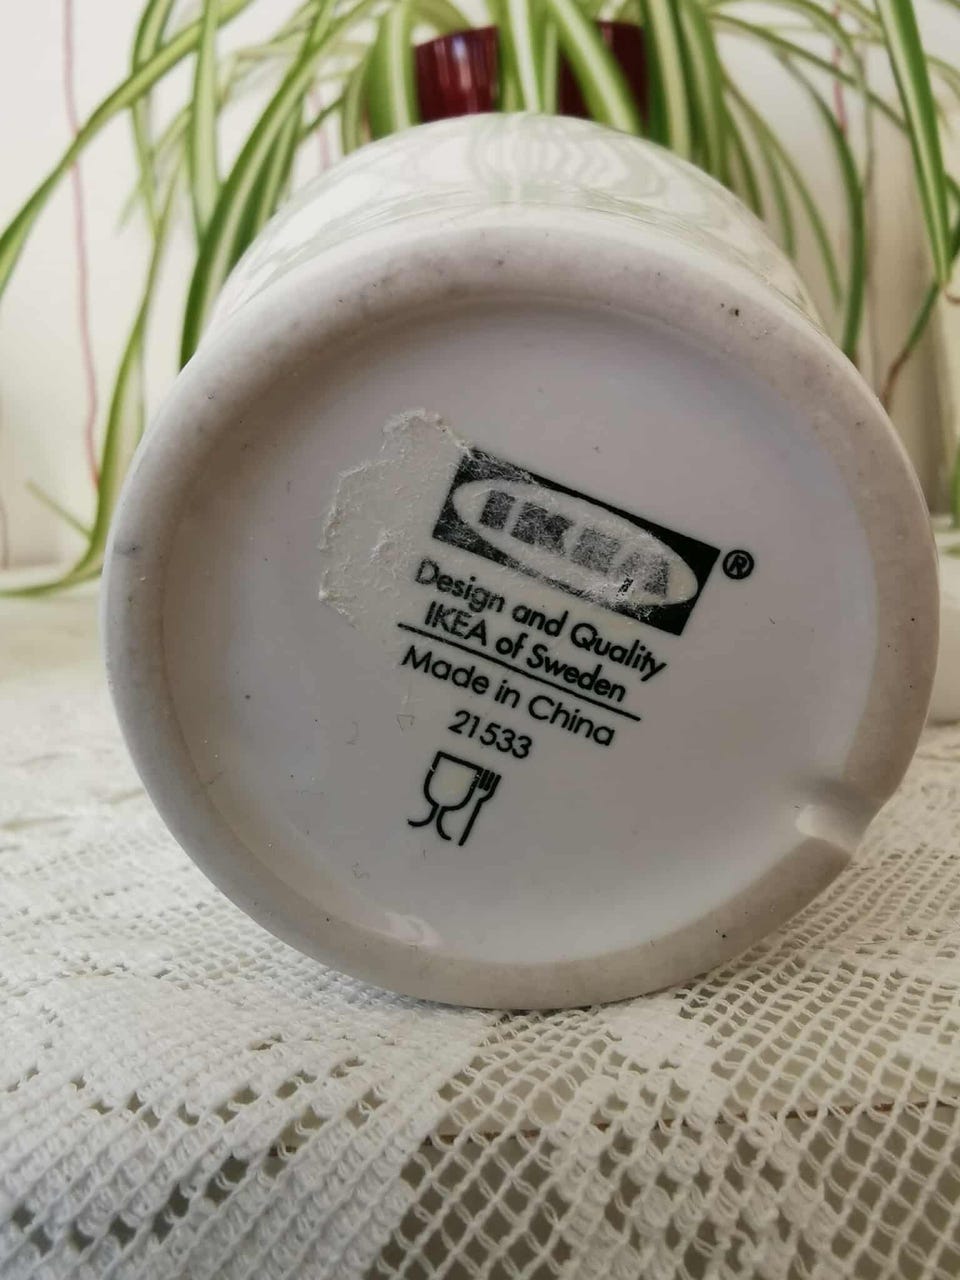 IKEA ®
Design and Quality
IKEA of Sweden
Made in China
21533